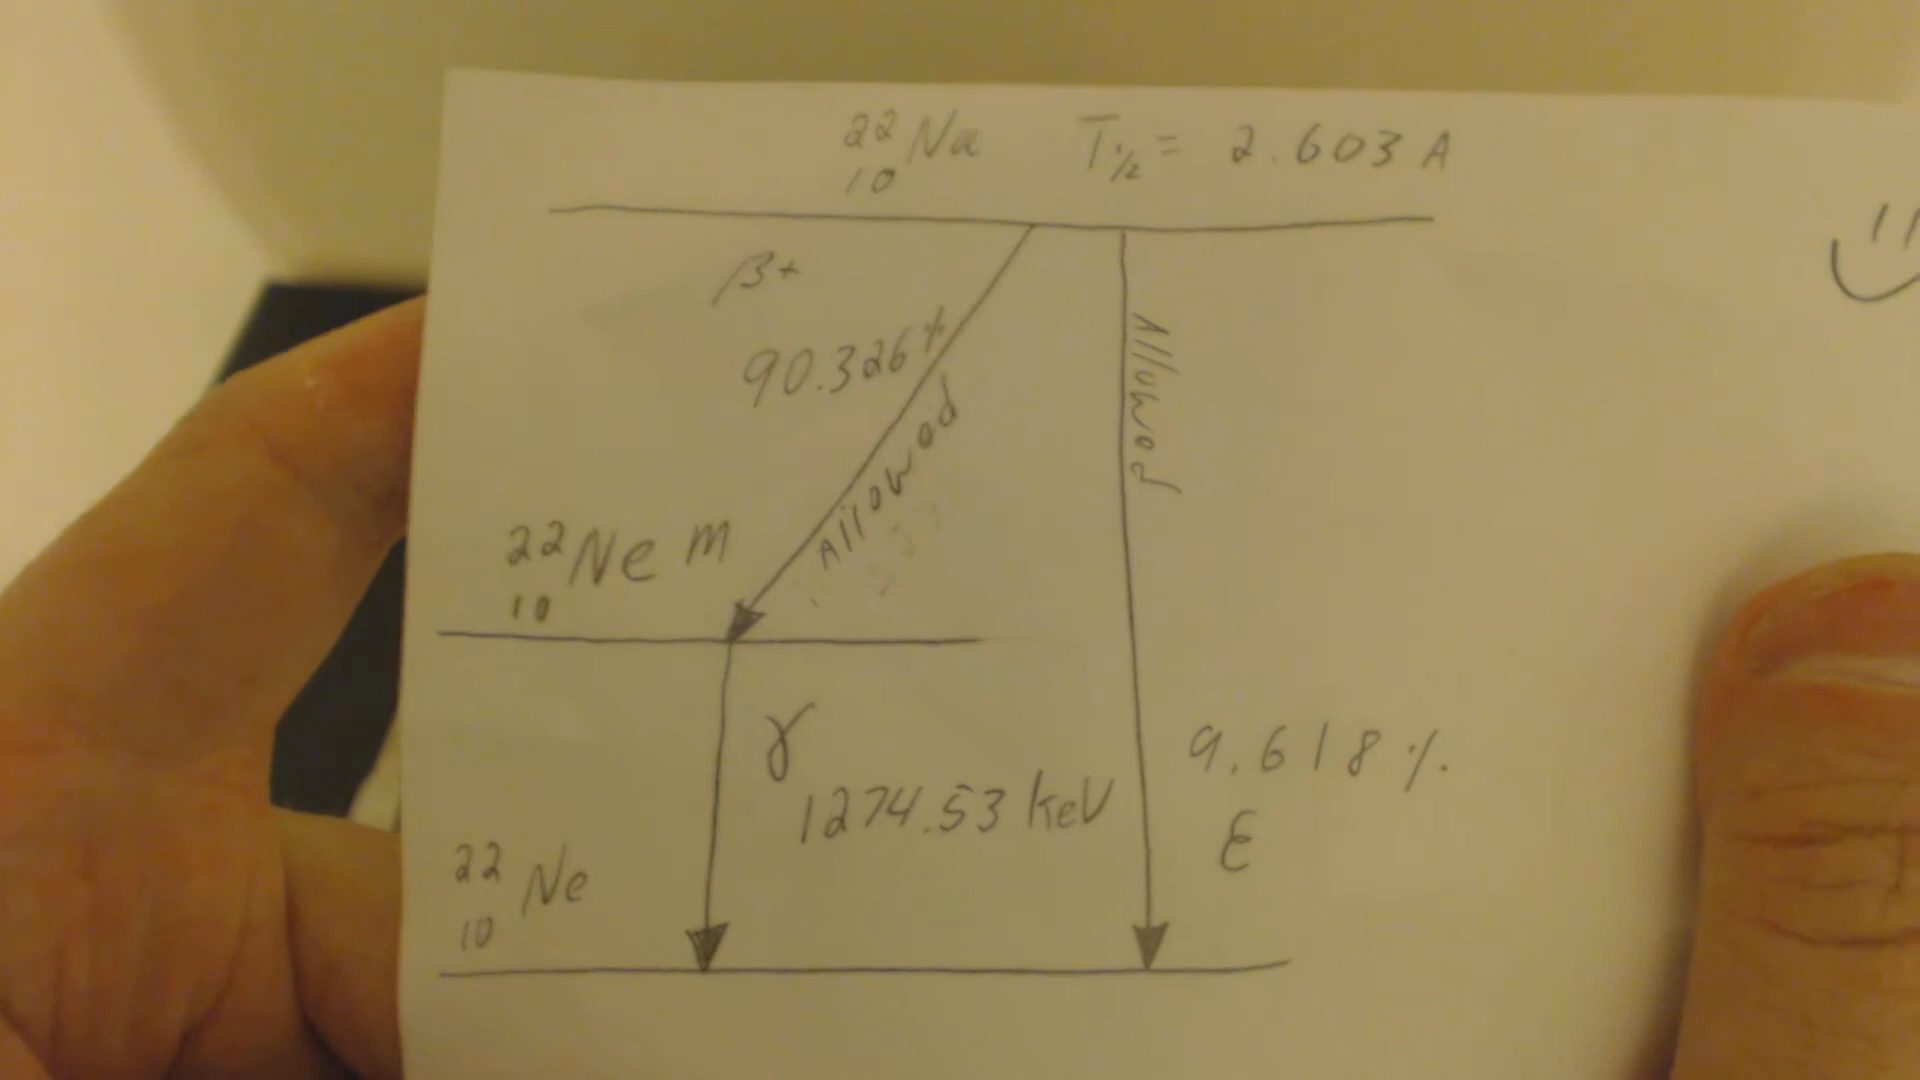 22
10 Na T½ = 2.603 A
β+
90.326%
Allowed
Allowed
22
10 Ne m
γ
1274.53 keV
9.618%
ε
22
10 Ne